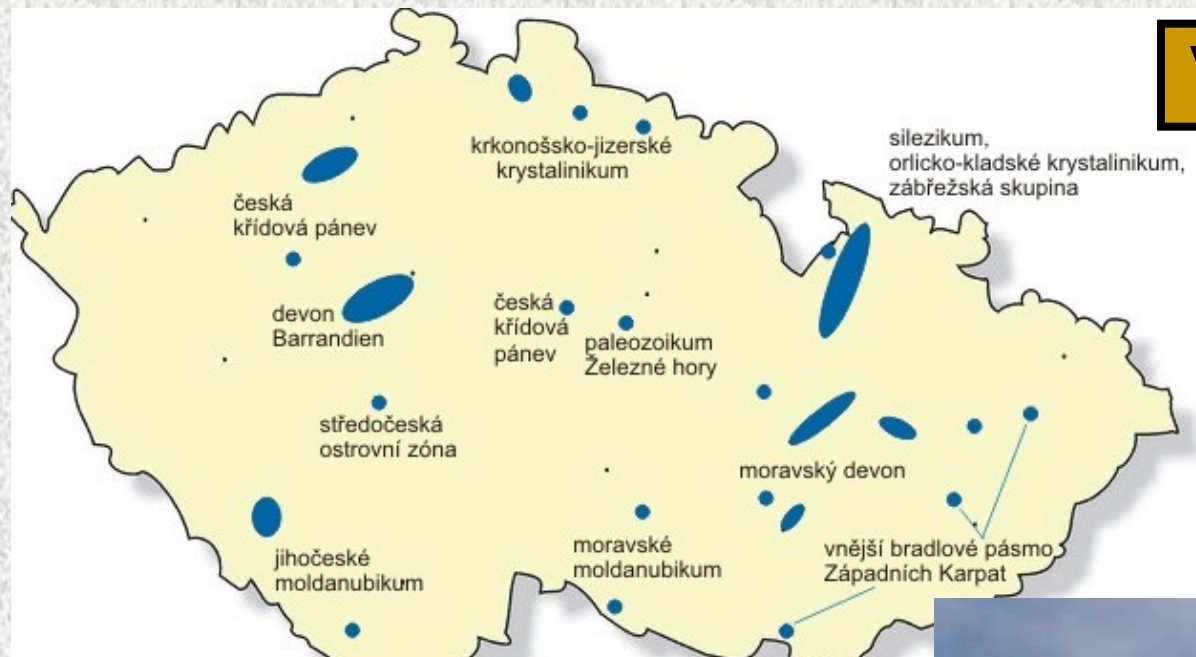 krkonošsko-jizerské
krystalinikum
silezikum,
orlicko-kladské krystalinikum,
zábřežská skupina
česká
křídová pánev
devon
Barrandien
česká
křídová
pánev
paleozoikum
Železné hory
středočeská
ostrovní zóna
moravský devon
jihočeské
moldanubikum
moravské
moldanubikum
vnější bradlové pásmo
Západních Karpat